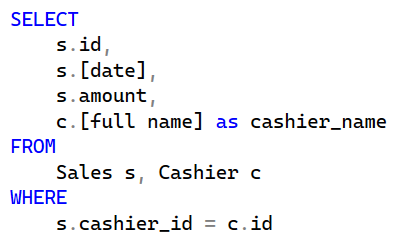 SELECT
    s.id,
    s.[date],
    s.amount,
    c.[full name] as cashier_name
FROM
    Sales s, Cashier c
WHERE
    s.cashier_id = c.id